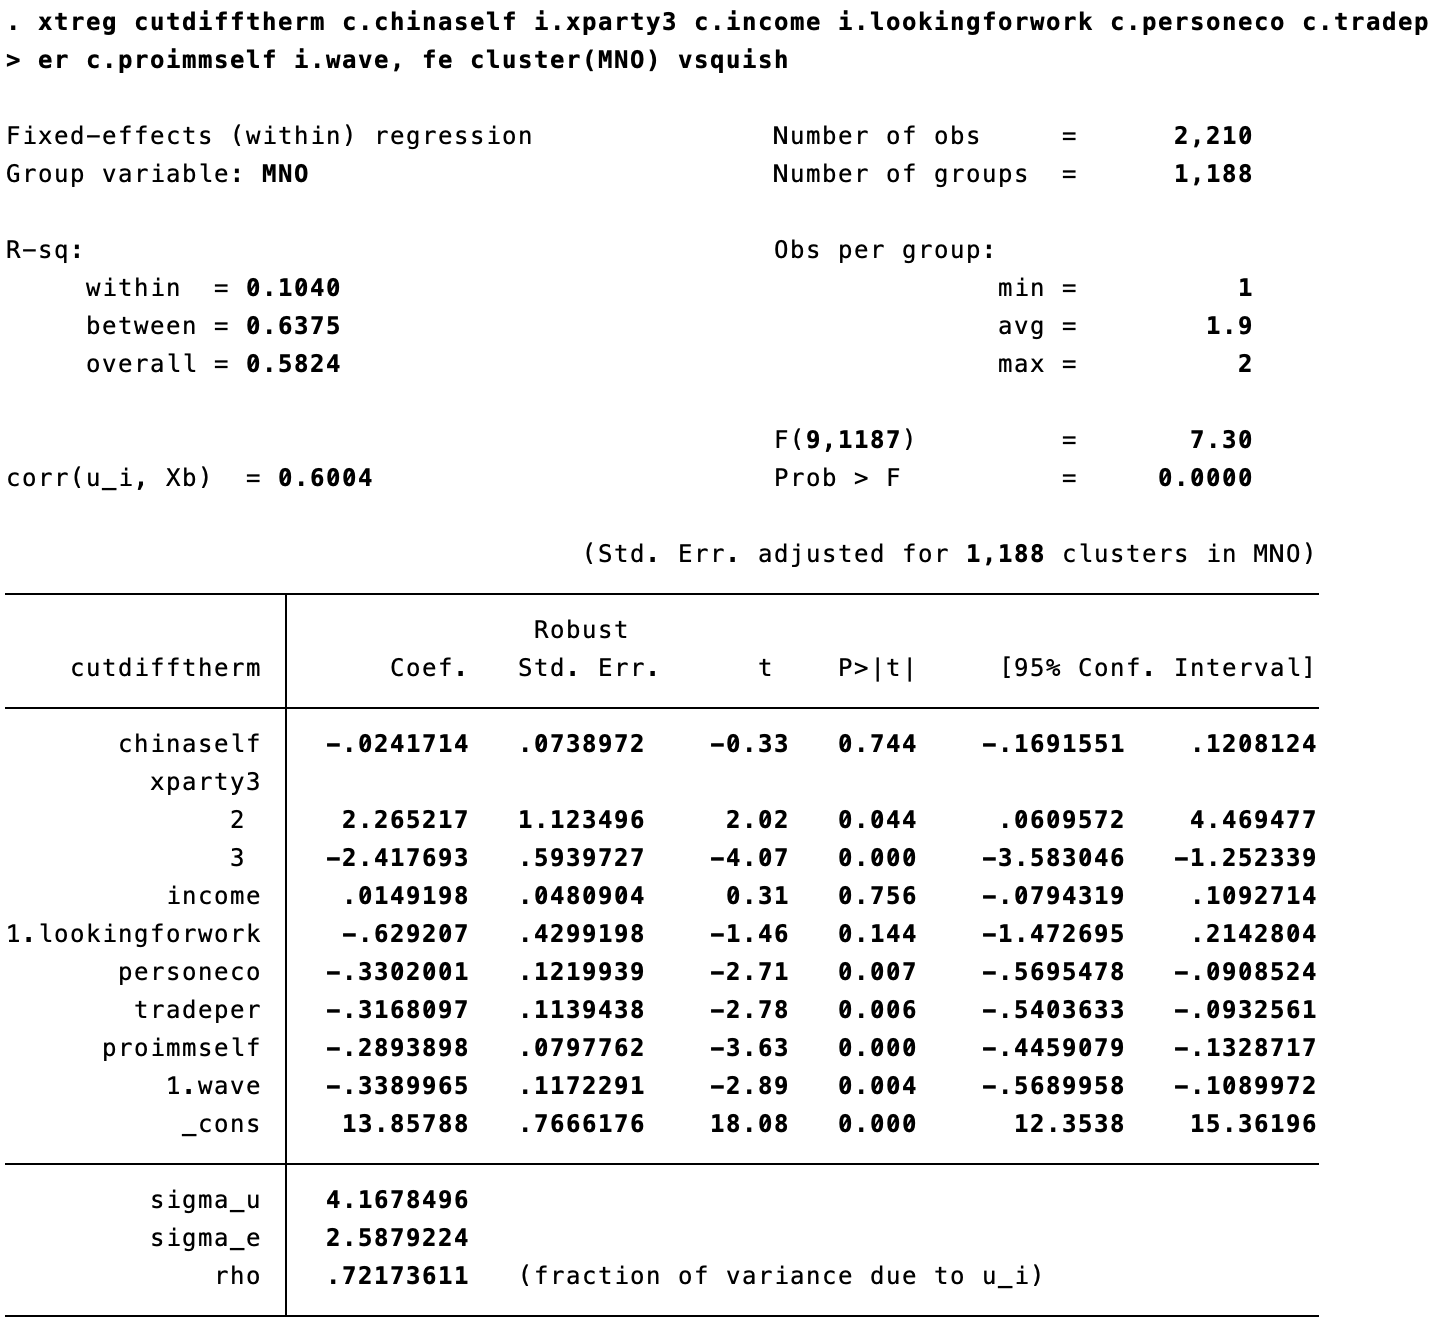 . xtreg cutdifftherm c.chinaself i.xparty3 c.income i.lookingforwork c.personeco c.tradep
> er c.proimmself i.wave, fe cluster(MNO) vsquish
Fixed-effects (within) regression Number of obs = 2,210
Group variable: MNO Number of groups = 1,188
R-sq: Obs per group:
within = 0.1040 min = 1
between = 0.6375 avg = 1.9
overall = 0.5824 max = 2
F(9,1187) = 7.30
corr(u_i, Xb) = 0.6004 Prob > F = 0.0000
(Std. Err. adjusted for 1,188 clusters in MNO)
Robust
cutdifftherm Coef. Std. Err. t P>|t| [95% Conf. Interval]
chinaself -.0241714 .0738972 -0.33 0.744 -.1691551 .1208124
xparty3
2 2.265217 1.123496 2.02 0.044 .0609572 4.469477
3 -2.417693 .5939727 -4.07 0.000 -3.583046 -1.252339
income .0149198 .0480904 0.31 0.756 -.0794319 .1092714
1.lookingforwork -.629207 .4299198 -1.46 0.144 -1.472695 .2142804
personeco -.3302001 .1219939 -2.71 0.007 -.5695478 -.0908524
tradeper -.3168097 .1139438 -2.78 0.006 -.5403633 -.0932561
proimmself -.2893898 .0797762 -3.63 0.000 -.4459079 -.1328717
1.wave -.3389965 .1172291 -2.89 0.004 -.5689958 -.1089972
_cons 13.85788 .7666176 18.08 0.000 12.3538 15.36196
sigma_u 4.1678496
sigma_e 2.5879224
rho .72173611 (fraction of variance due to u_i)